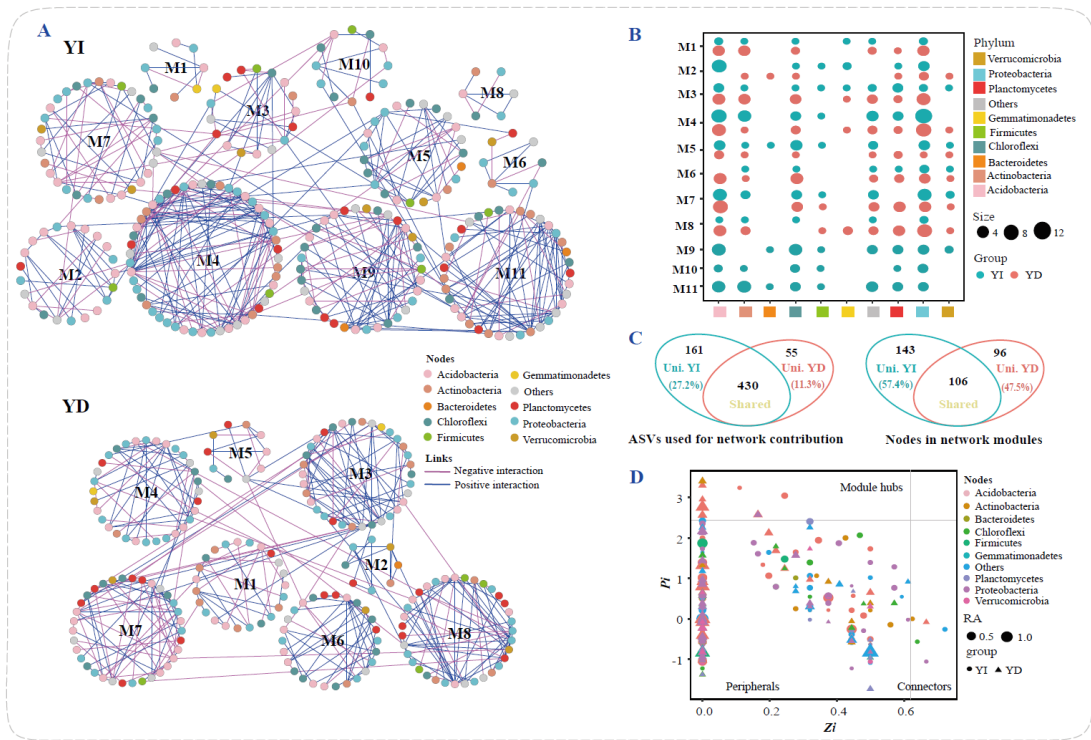 A
YI
M1
M10
M3
M8
M7
M5
M6
M2
M4
M9
M11
Nodes
Acidobacteria
Actinobacteria
Bacteroidetes
Chloroflexi
Firmicutes
Gemmatimonadetes
Others
Planctomycetes
Proteobacteria
Verrucomicrobia
Links
Negative interaction
Positive interaction
YD
M5
M4
M3
M2
M1
M7
M6
M8
B
M1
M2
M3
M4
M5
M6
M7
M8
M9
M10
M11
Phylum
Verrucomicrobia
Proteobacteria
Planctomycetes
Others
Gemmatimonadetes
Firmicutes
Chloroflexi
Bacteroidetes
Actinobacteria
Acidobacteria
Size
4 8 12
Group
YI YD
C
161 55
Uni. YI Uni. YD
(27.2%) (11.3%)
430
Shared
ASVs used for network contribution
143 96
Uni. YI Uni. YD
(57.4%) (47.5%)
106
Shared
Nodes in network modules
D
Module hubs
Peripherals
Connectors
Pi
3
2
1
0
-1
0.0 0.2 0.4 0.6
Zi
Nodes
Acidobacteria
Actinobacteria
Bacteroidetes
Chloroflexi
Firmicutes
Gemmatimonadetes
Others
Planctomycetes
Proteobacteria
Verrucomicrobia
RA
0.5 1.0
group
YI YD